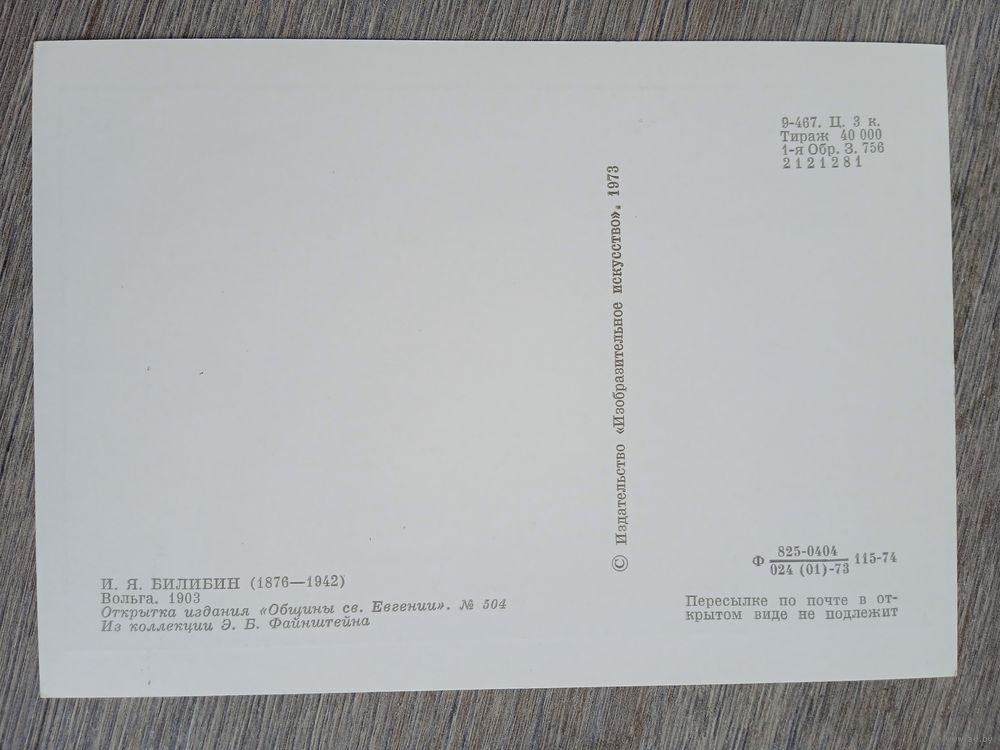 9-467. Ц. 3 к.
Тираж 40 000
1-я Обр. З. 756
2121281
© Издательство «Изобразительное искусство». 1973
И. Я. БИЛИБИН (1876—1942)
Вольга. 1903
Открытка издания «Общины св. Евгении». № 504
Из коллекции Э. Б. Файнштейна
Ф 825-0404 115-74
024 (01)-73
Пересылке по почте в от-
крытом виде не подлежит